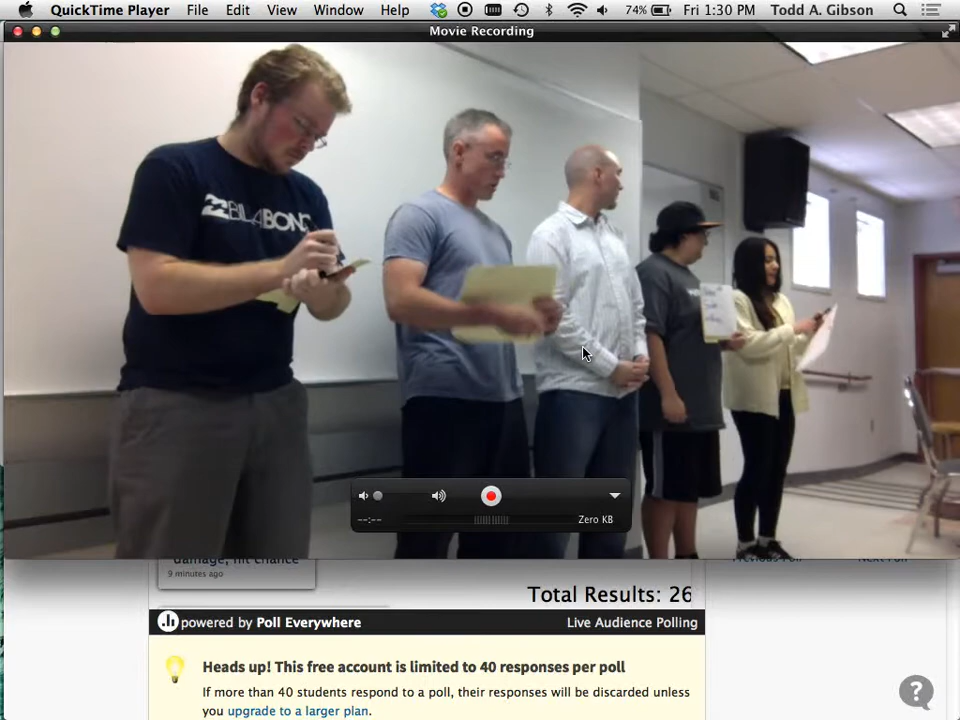 QuickTime Player File Edit View Window Help 74% Fri 1:30 PM Todd A. Gibson
Movie Recording
BILLABONG
--:-- Zero KB
damage, hit chance
9 minutes ago
Total Results: 26
powered by Poll Everywhere Live Audience Polling
Heads up! This free account is limited to 40 responses per poll
If more than 40 students respond to a poll, their responses will be discarded unless
you upgrade to a larger plan.
?